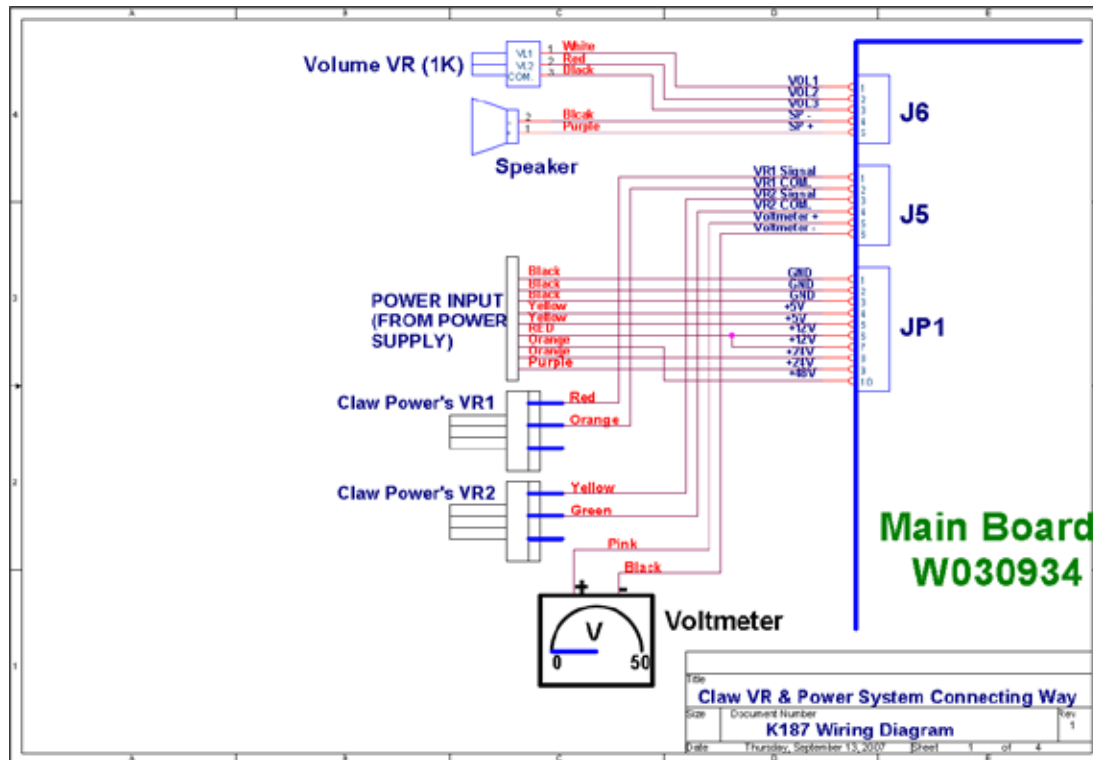 A B C D E
Volume VR (1K)
VL1 1 White
VL2 2 Red
COM. 3 Black
VOL1 1
VOL2 2
VOL3 3
SP - 4
SP + 5
J6
2 Blcak
1 Purple
Speaker
VR1 Signal 1
VR1 COM. 2
VR2 Signal 3
VR2 COM. 4
Voltmeter + 5
Voltmeter - 6
J5
POWER INPUT
(FROM POWER
SUPPLY)
Black
Black
Black
Yellow
Yellow
RED
Orange
Orange
Purple
GND 1
GND 2
GND 3
+5V 4
+5V 5
+12V 6
+12V 7
+24V 8
+24V 9
+48V 10
JP1
Claw Power's VR1
Red
Orange
Claw Power's VR2
Yellow
Green
Pink
Black
+ -
V
0 50
Voltmeter
Main Board
W030934
Title
Claw VR & Power System Connecting Way
Size Document Number Rev
K187 Wiring Diagram 1
Date Thursday, September 13, 2007 Sheet 1 of 4
4
3
2
1